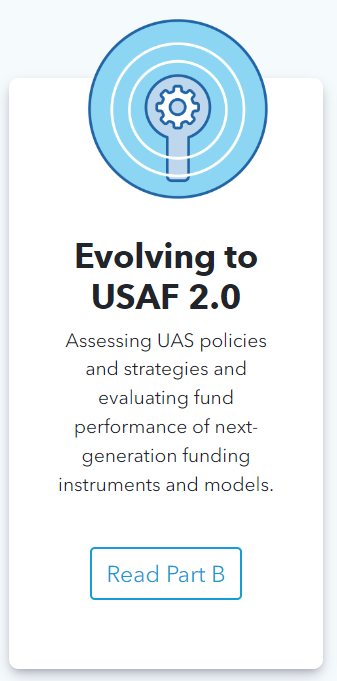 Evolving to
USAF 2.0
Assessing UAS policies
and strategies and
evaluating fund
performance of next-
generation funding
instruments and models.
Read Part B